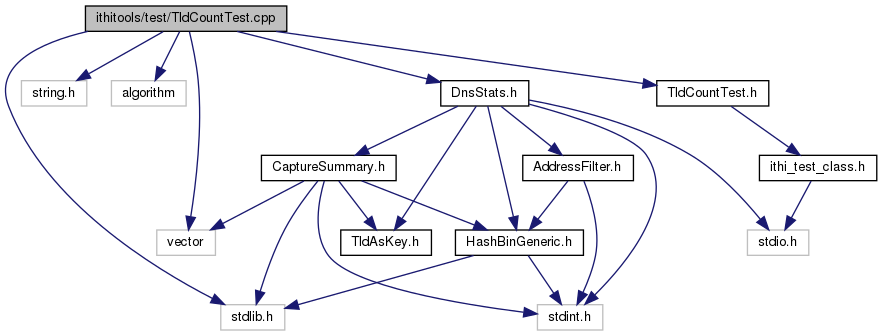 ithitools/test/TldCountTest.cpp
string.h
algorithm
DnsStats.h
TldCountTest.h
CaptureSummary.h
AddressFilter.h
ithi_test_class.h
vector
TldAsKey.h
HashBinGeneric.h
stdio.h
stdlib.h
stdint.h